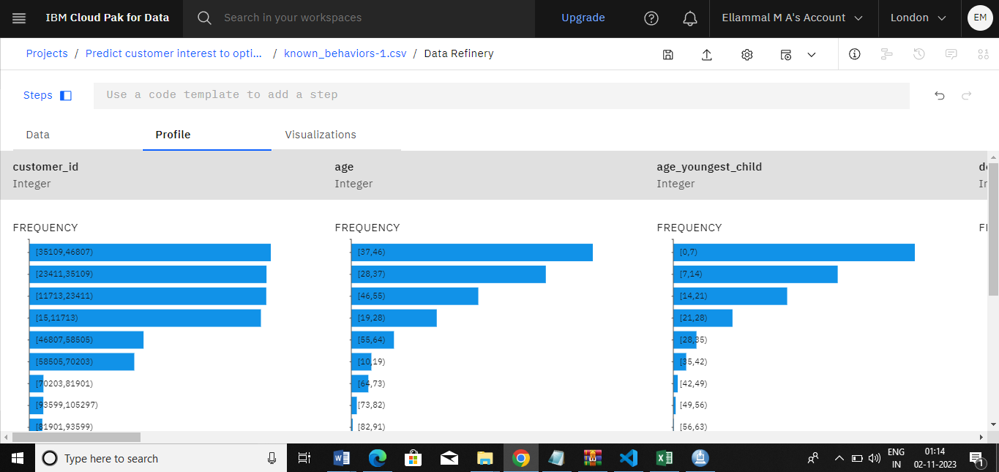 IBM Cloud Pak for Data Search in your workspaces Upgrade Ellammal M A's Account London EM
Projects / Predict customer interest to opti... / known_behaviors-1.csv / Data Refinery
Steps Use a code template to add a step
Data Profile Visualizations
customer_id age age_youngest_child de
Integer Integer Integer In
FREQUENCY FREQUENCY FREQUENCY FI
[35109,46807) [37,46) [0,7)
[23411,35109) [28,37) [7,14)
[11713,23411) [46,55) [14,21)
[15,11713) [19,28) [21,28)
[46807,58505) [55,64) [28,35)
[58505,70203) [10,19) [35,42)
[70203,81901) [64,73) [42,49)
[93599,105297) [73,82) [49,56)
[81901,93599) [82,91) [56,63)
Type here to search ENG 01:14
IN 02-11-2023 1